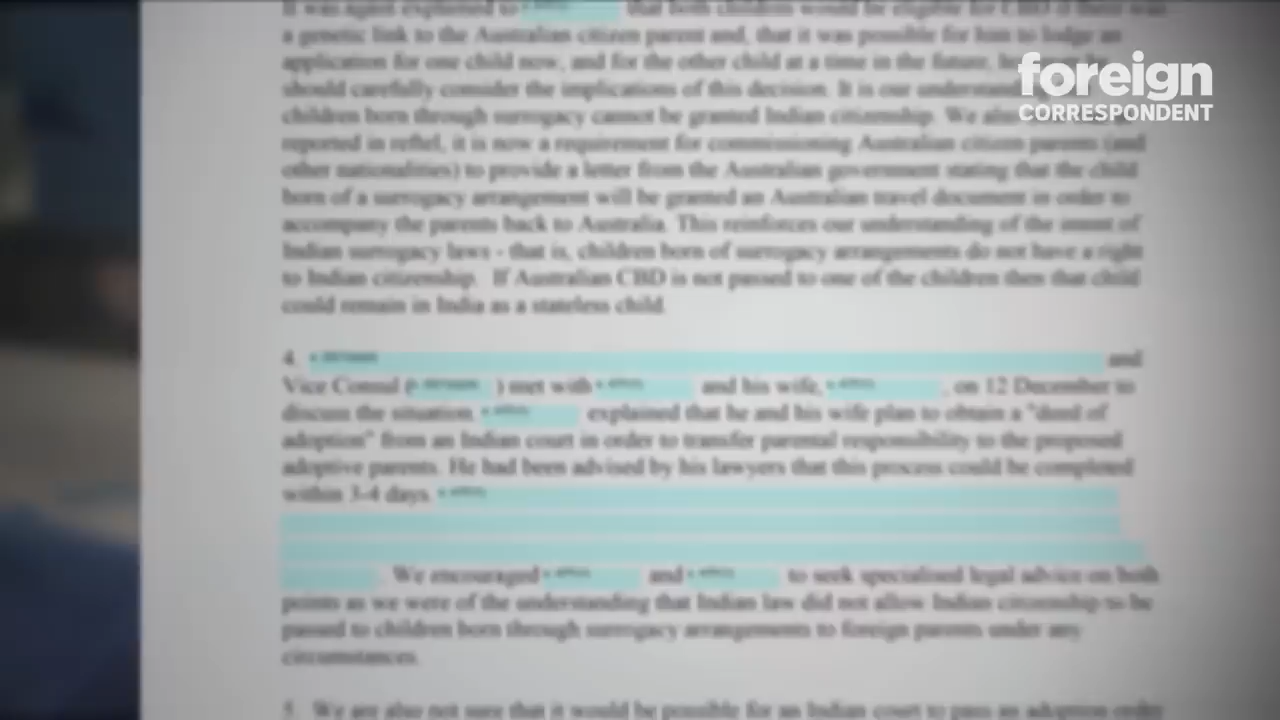 It was again explained to that both children would be eligible for CBD if there was
a genetic link to the Australian citizen parent and, that it was possible for him to lodge an
application for one child now, and for the other child at a time in the future,
should carefully consider the implications of this decision. It is our
children born through surrogacy cannot be granted Indian citizenship. We
reported in reftel, it is now a requirement for commissioning Australian citizen parents (and
other nationalities) to provide a letter from the Australian government stating that the child
born of a surrogacy arrangement will be granted an Australian travel document in order to
accompany the parents back to Australia. This reinforces our understanding of the intent of
Indian surrogacy laws - that is, children born of surrogacy arrangements do not have a right
to Indian citizenship. If Australian CBD is not passed to one of the children then that child
could remain in India as a stateless child.
4. and
Vice Consul ( ) met with and his wife, , on 12 December to
discuss the situation. explained that he and his wife plan to obtain a "deed of
adoption" from an Indian court in order to transfer parental responsibility to the proposed
adoptive parents. He had been advised by his lawyers that this process could be completed
within 3-4 days.
. We encouraged and to seek specialised legal advice on both
points as we were of the understanding that Indian law did not allow Indian citizenship to be
passed to children born through surrogacy arrangements to foreign parents under any
circumstances.
5. We are also not sure that it would be possible for an Indian court to pass an adoption order
foreign
CORRESPONDENT